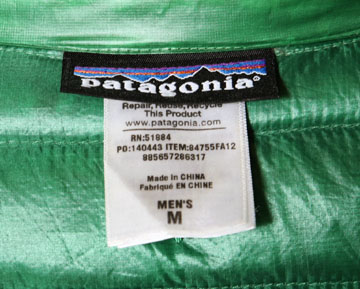 patagonia®
Repair, Reuse, Recycle
This Product
www.patagonia.com
RN:51884
PO:140443 ITEM:84755FA12
885657286317
Made in CHINA
Fabriqué EN CHINE
MEN'S
M